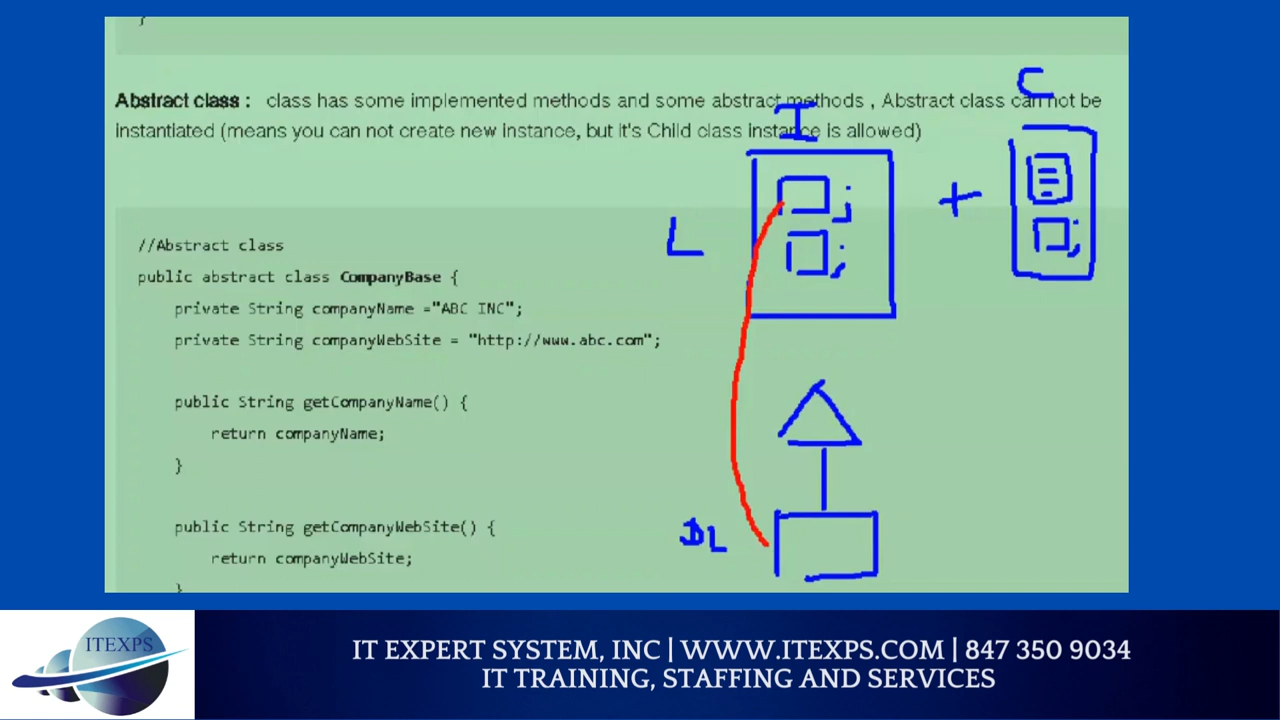 }
Abstract class : class has some implemented methods and some abstract methods , Abstract class can not be
instantiated (means you can not create new instance, but it's Child class instance is allowed)
C
I
L
+
;
;
;
//Abstract class
public abstract class CompanyBase {
private String companyName ="ABC INC";
private String companyWebSite = "http://www.abc.com";
public String getCompanyName() {
return companyName;
}
public String getCompanyWebSite() {
return companyWebSite;
}
DL
ITEXPS
IT EXPERT SYSTEM, INC | WWW.ITEXPS.COM | 847 350 9034
IT TRAINING, STAFFING AND SERVICES